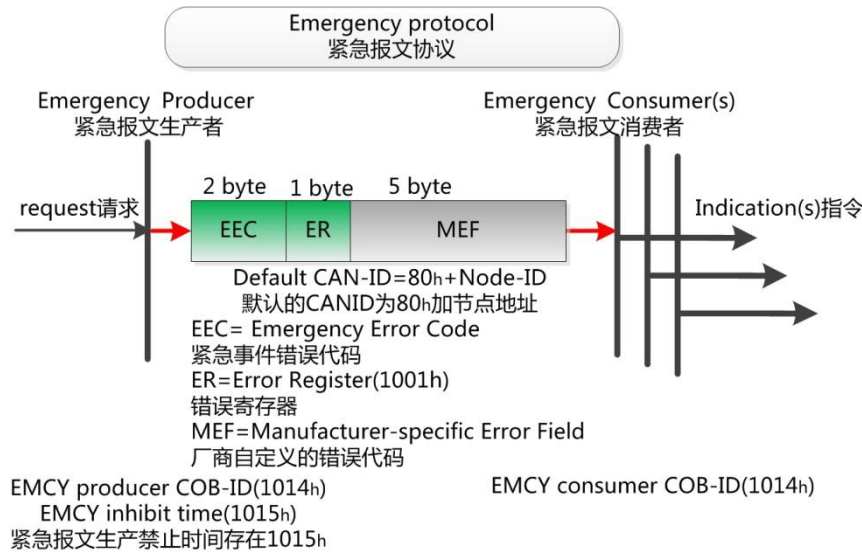 Emergency protocol
紧急报文协议
Emergency Producer
紧急报文生产者
Emergency Consumer(s)
紧急报文消费者
2 byte
1 byte
5 byte
request请求
EEC
ER
MEF
Indication(s)指令
Default CAN-ID=80h+Node-ID
默认的CANID为80h加节点地址
EEC= Emergency Error Code
紧急事件错误代码
ER=Error Register(1001h)
错误寄存器
MEF=Manufacturer-specific Error Field
厂商自定义的错误代码
EMCY producer COB-ID(1014h)
EMCY inhibit time(1015h)
紧急报文生产禁止时间存在1015h
EMCY consumer COB-ID(1014h)